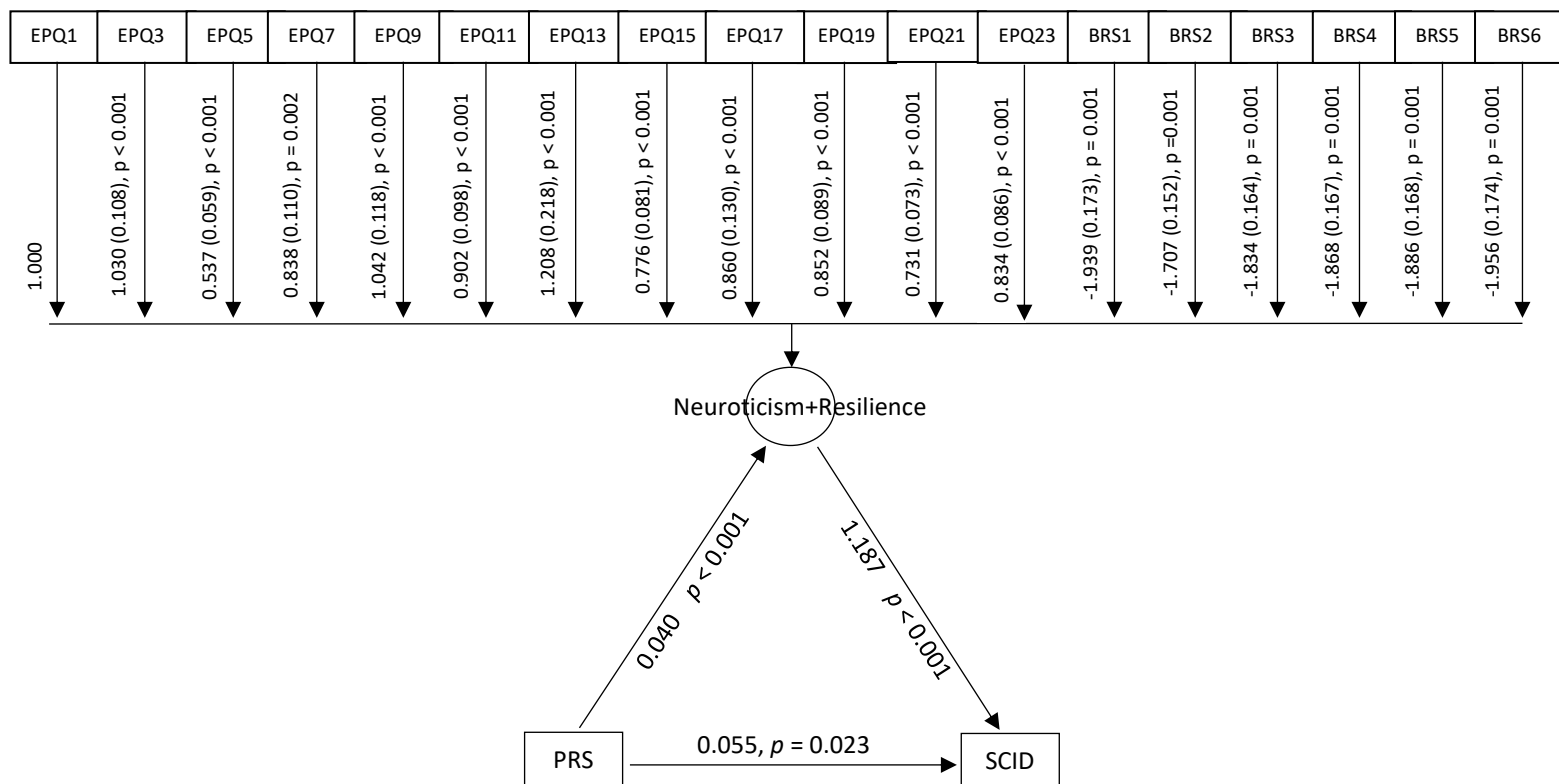 EPQ1 EPQ3 EPQ5 EPQ7 EPQ9 EPQ11 EPQ13 EPQ15 EPQ17 EPQ19 EPQ21 EPQ23 BRS1 BRS2 BRS3 BRS4 BRS5 BRS6
1.000
1.030 (0.108), p < 0.001
0.537 (0.059), p < 0.001
0.838 (0.110), p = 0.002
1.042 (0.118), p < 0.001
0.902 (0.098), p < 0.001
1.208 (0.218), p < 0.001
0.776 (0.081), p < 0.001
0.860 (0.130), p < 0.001
0.852 (0.089), p < 0.001
0.731 (0.073), p < 0.001
0.834 (0.086), p < 0.001
-1.939 (0.173), p = 0.001
-1.707 (0.152), p =0.001
-1.834 (0.164), p = 0.001
-1.868 (0.167), p = 0.001
-1.886 (0.168), p = 0.001
-1.956 (0.174), p = 0.001
Neuroticism+Resilience
0.040 p < 0.001
1.187 p < 0.001
PRS
0.055, p = 0.023
SCID